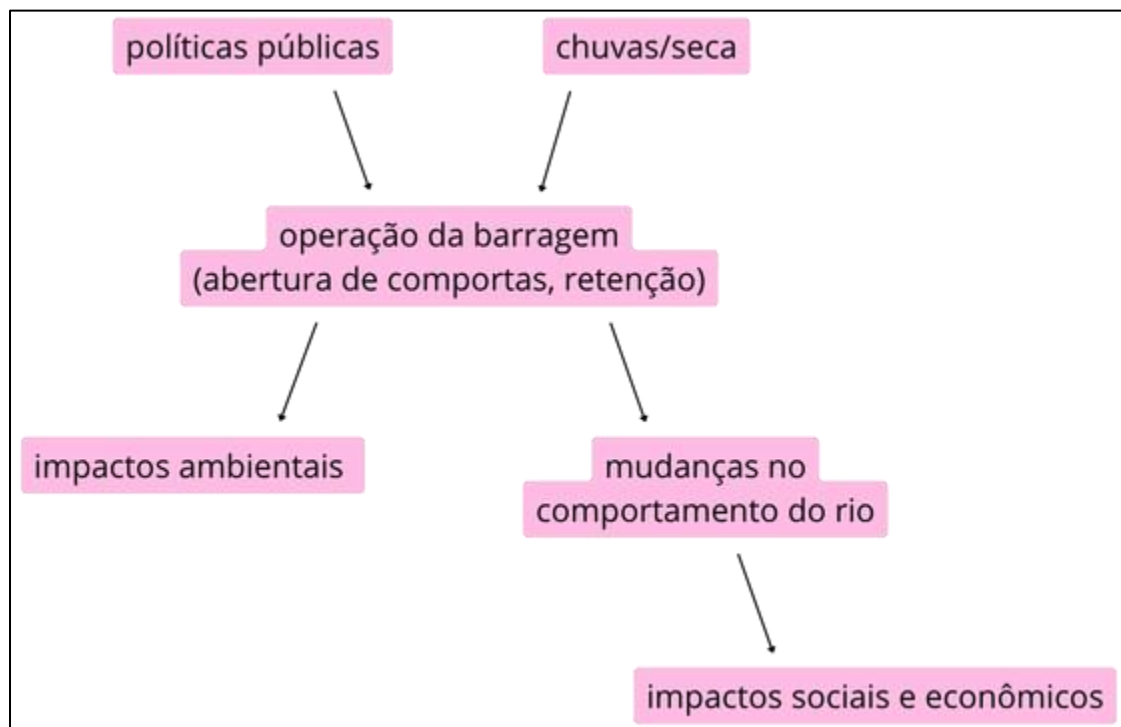 políticas públicas
chuvas/seca
operação da barragem
(abertura de comportas, retenção)
impactos ambientais
mudanças no
comportamento do rio
impactos sociais e econômicos